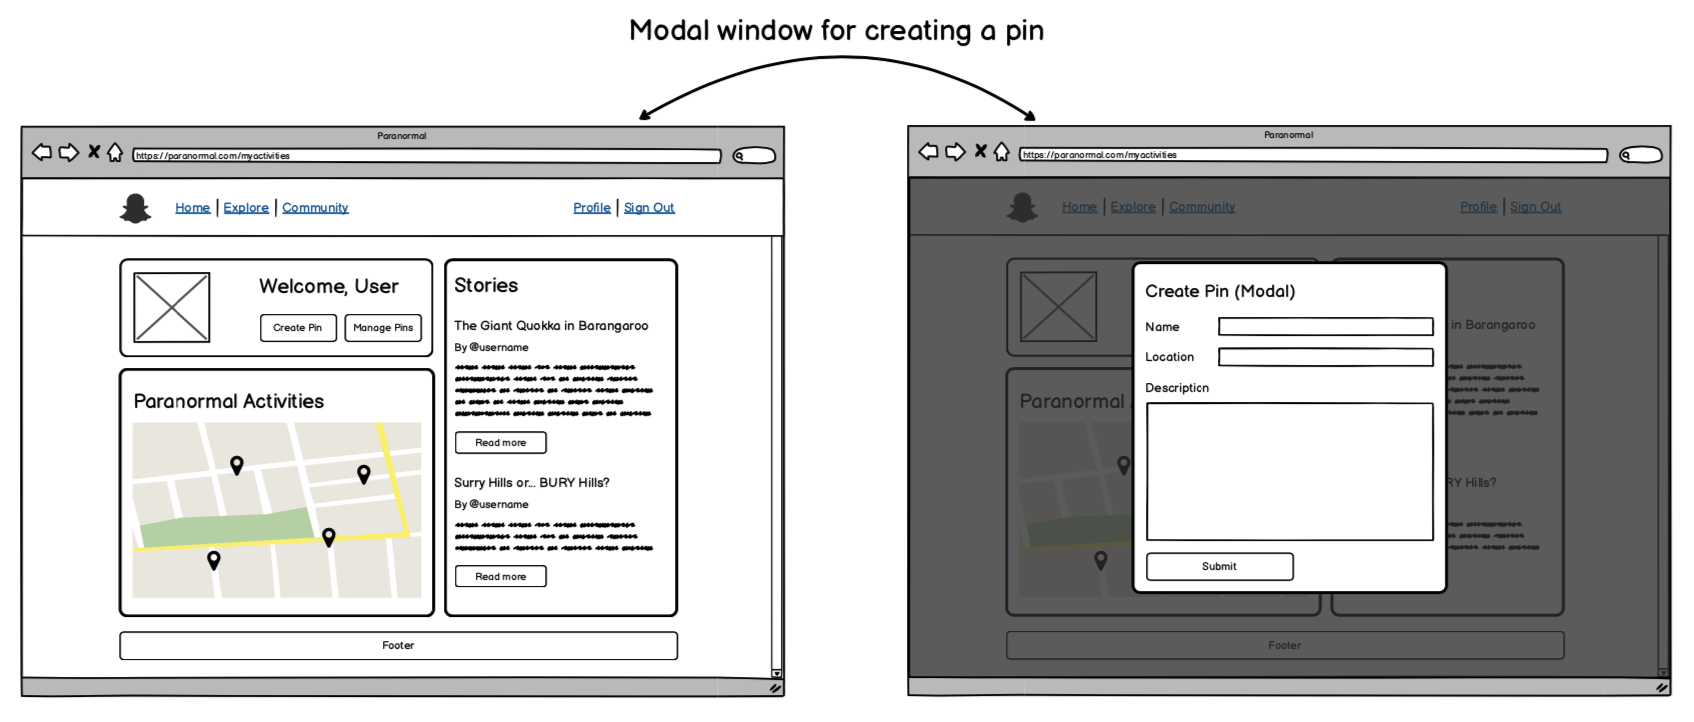 Modal window for creating a pin
Paranormal
https://paranormal.com/myactivities
Home | Explore | Community
Profile | Sign Out
Welcome, User
Create Pin
Manage Pins
Paranormal Activities
Stories
The Giant Quokka in Barangaroo
By @username
Read more
Surry Hills or... BURY Hills?
By @username
Read more
Footer
Paranormal
https://paranormal.com/myactivities
Home | Explore | Community
Profile | Sign Out
Paranormal
in Barangaroo
RY Hills?
Create Pin (Modal)
Name
Location
Description
Submit
Footer